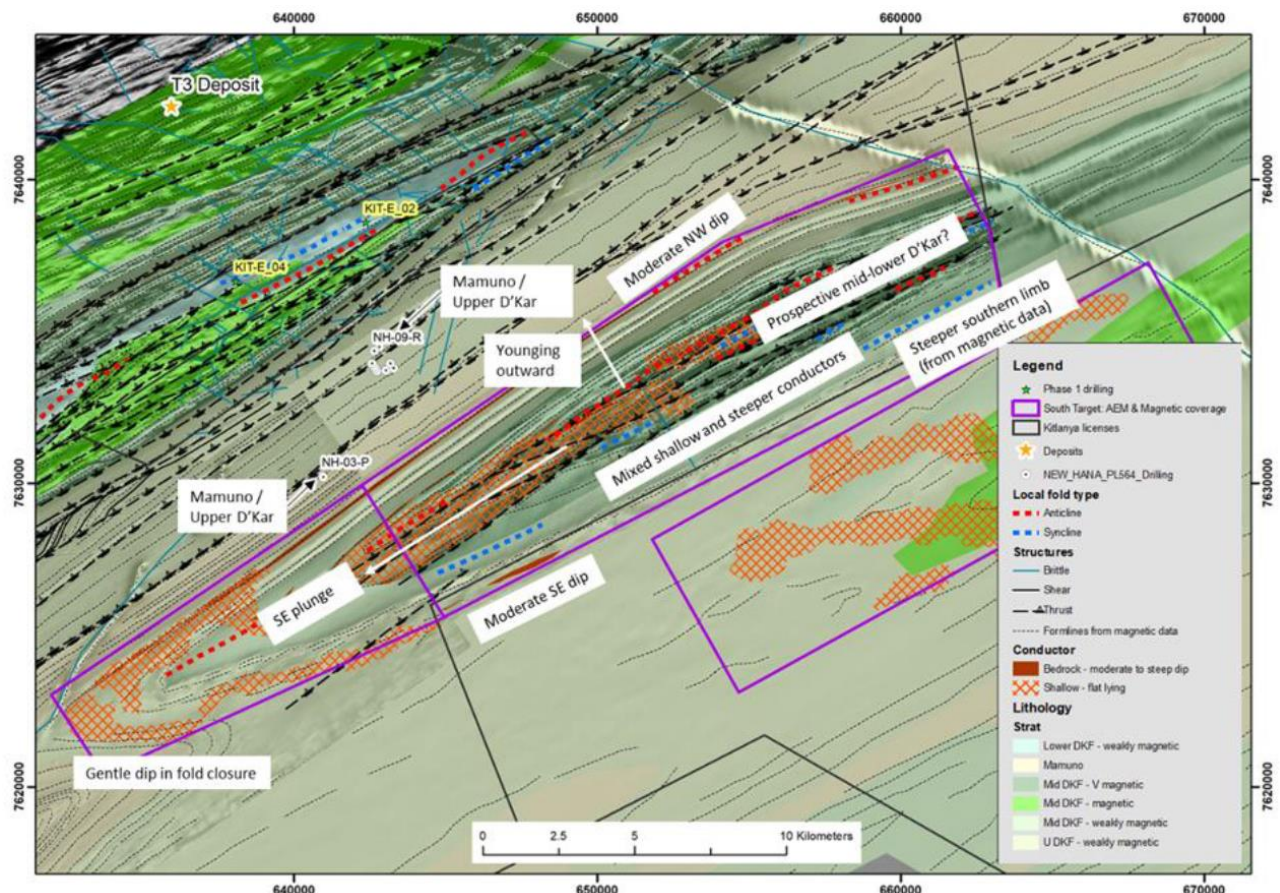 640000
650000
660000
670000
T3 Deposit
7640000
7640000
KIT-E_02
Moderate NW dip
KIT-E_04
Mamuno /
Upper D'Kar
Prospective mid-lower D'Kar?
NH-09-R
Younging
outward
Steeper southern limb
(from magnetic data)
Mixed shallow and steeper conductors
NH-03-P
7630000
7630000
Mamuno /
Upper D'Kar
SE plunge
Moderate SE dip
Gentle dip in fold closure
7620000
7620000
Legend
Phase 1 drilling
South Target: AEM & Magnetic coverage
Kitlanya licenses
Deposits
NEW_HANA_PL564_Drilling
Local fold type
Anticline
Syncline
Structures
Brittle
Shear
Thrust
Formlines from magnetic data
Conductor
Bedrock - moderate to steep dip
Shallow - flat lying
Lithology
Strat
Lower DKF - weakly magnetic
Mamuno
Mid DKF - V magnetic
Mid DKF - magnetic
Mid DKF - weakly magnetic
U DKF - weakly magnetic
0 2.5 5 10 Kilometers
640000
650000
660000
670000